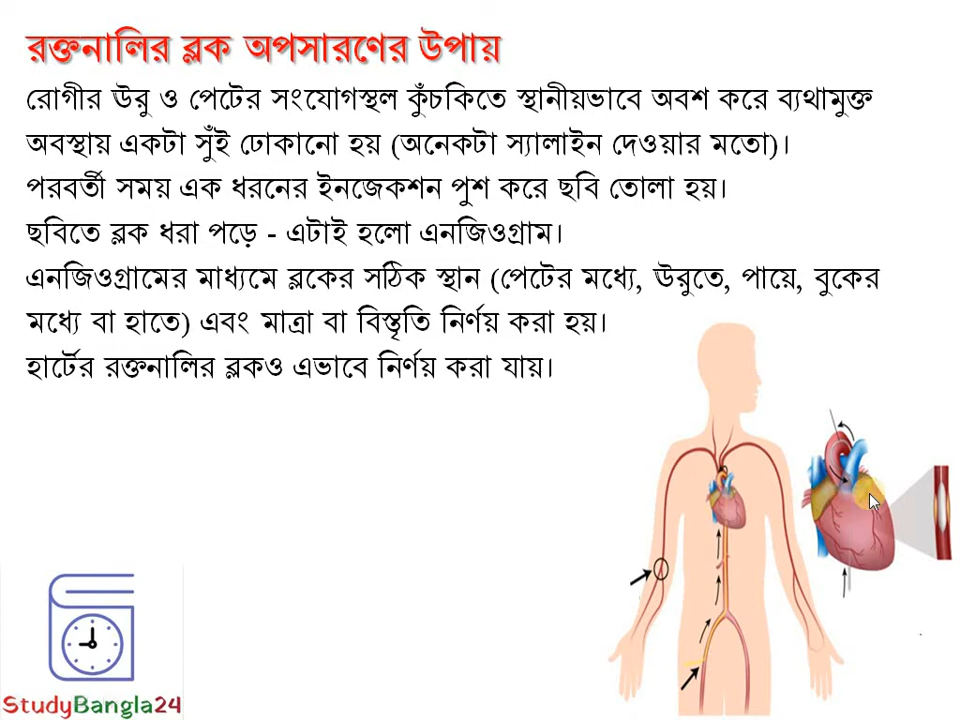 রক্তনালির ব্লক অপসারণের উপায়
রোগীর ঊরু ও পেটের সংযোগস্থল কুঁচকিতে স্থানীয়ভাবে অবশ করে ব্যথামুক্ত
অবস্থায় একটা সুঁই ঢোকানো হয় (অনেকটা স্যালাইন দেওয়ার মতো)।
পরবর্তী সময় এক ধরনের ইনজেকশন পুশ করে ছবি তোলা হয়।
ছবিতে ব্লক ধরা পড়ে - এটাই হলো এনজিওগ্রাম।
এনজিওগ্রামের মাধ্যমে ব্লকের সঠিক স্থান (পেটের মধ্যে, ঊরুতে, পায়ে, বুকের
মধ্যে বা হাতে) এবং মাত্রা বা বিস্তৃতি নির্ণয় করা হয়।
হার্টের রক্তনালির ব্লকও এভাবে নির্ণয় করা যায়।
StudyBangla24